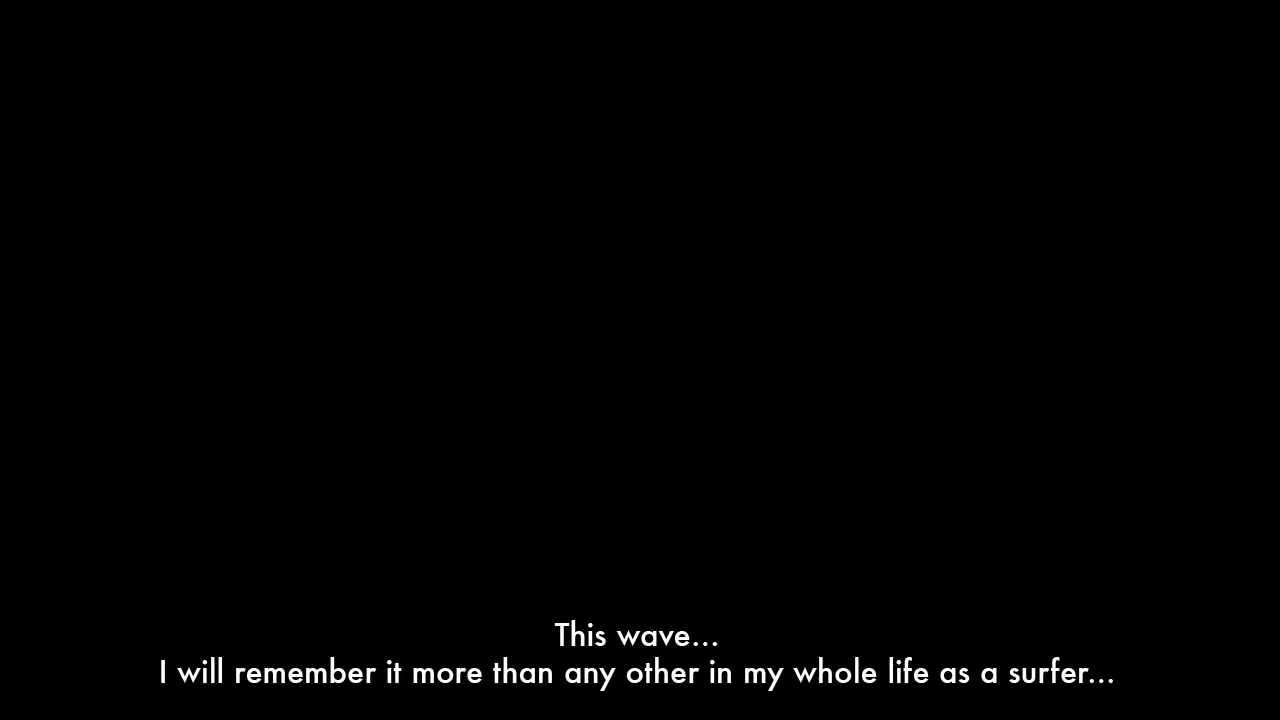 This wave...
I will remember it more than any other in my whole life as a surfer...